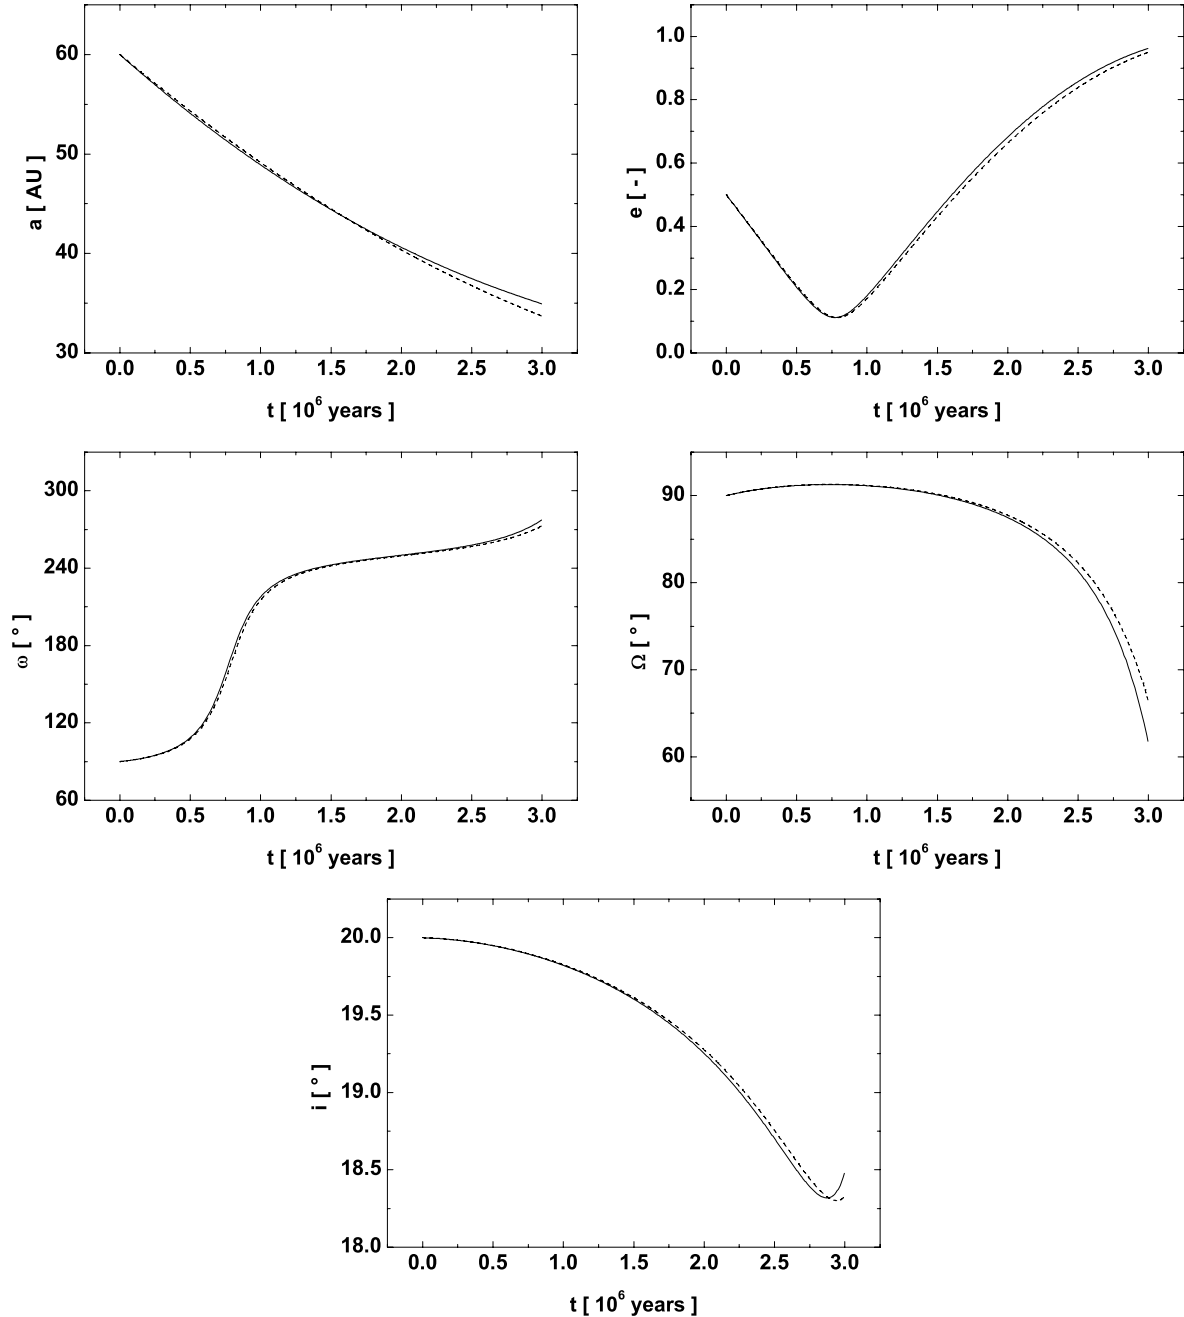 60
50
40
30
a [ AU ]
0.0 0.5 1.0 1.5 2.0 2.5 3.0
t [ 10⁶ years ]
1.0
0.8
0.6
0.4
0.2
0.0
e [ - ]
0.0 0.5 1.0 1.5 2.0 2.5 3.0
t [ 10⁶ years ]
300
240
180
120
60
ω [ ° ]
0.0 0.5 1.0 1.5 2.0 2.5 3.0
t [ 10⁶ years ]
90
80
70
60
Ω [ ° ]
0.0 0.5 1.0 1.5 2.0 2.5 3.0
t [ 10⁶ years ]
20.0
19.5
19.0
18.5
18.0
i [ ° ]
0.0 0.5 1.0 1.5 2.0 2.5 3.0
t [ 10⁶ years ]